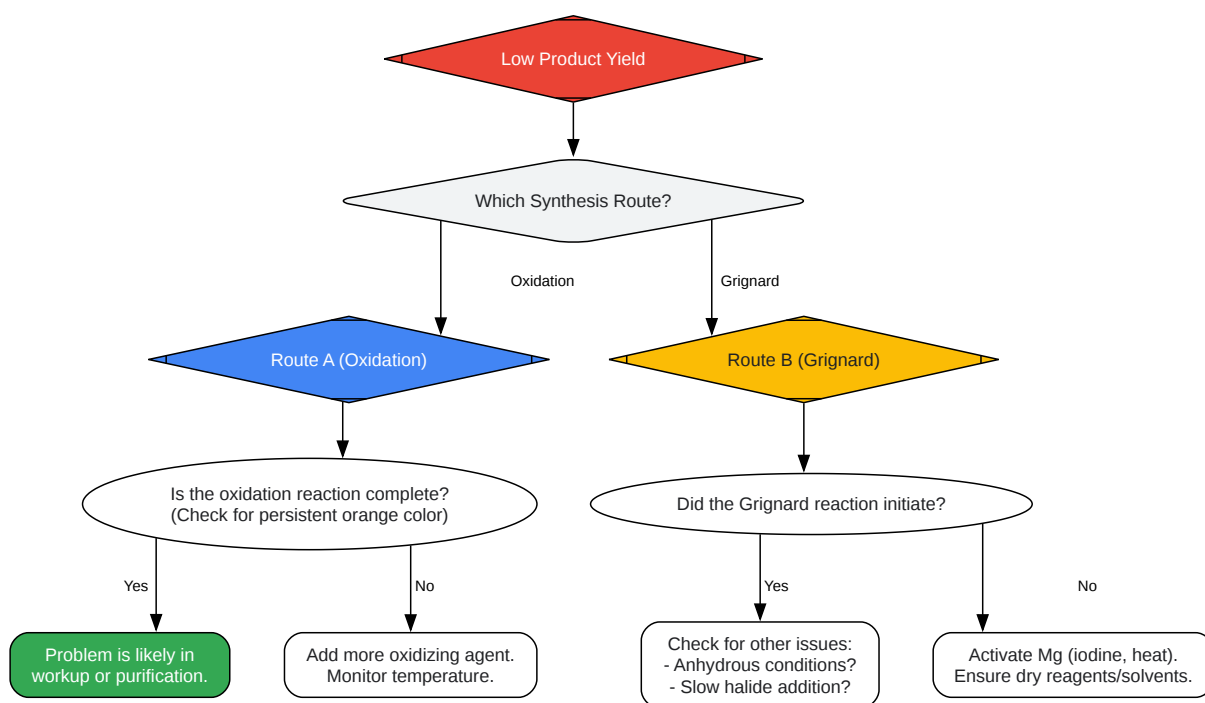 Low Product Yield
Which Synthesis Route?
Oxidation
Grignard
Route A (Oxidation)
Route B (Grignard)
Is the oxidation reaction complete?
(Check for persistent orange color)
Did the Grignard reaction initiate?
Yes
No
Yes
No
Problem is likely in
workup or purification.
Add more oxidizing agent.
Monitor temperature.
Check for other issues:
- Anhydrous conditions?
- Slow halide addition?
Activate Mg (iodine, heat).
Ensure dry reagents/solvents.